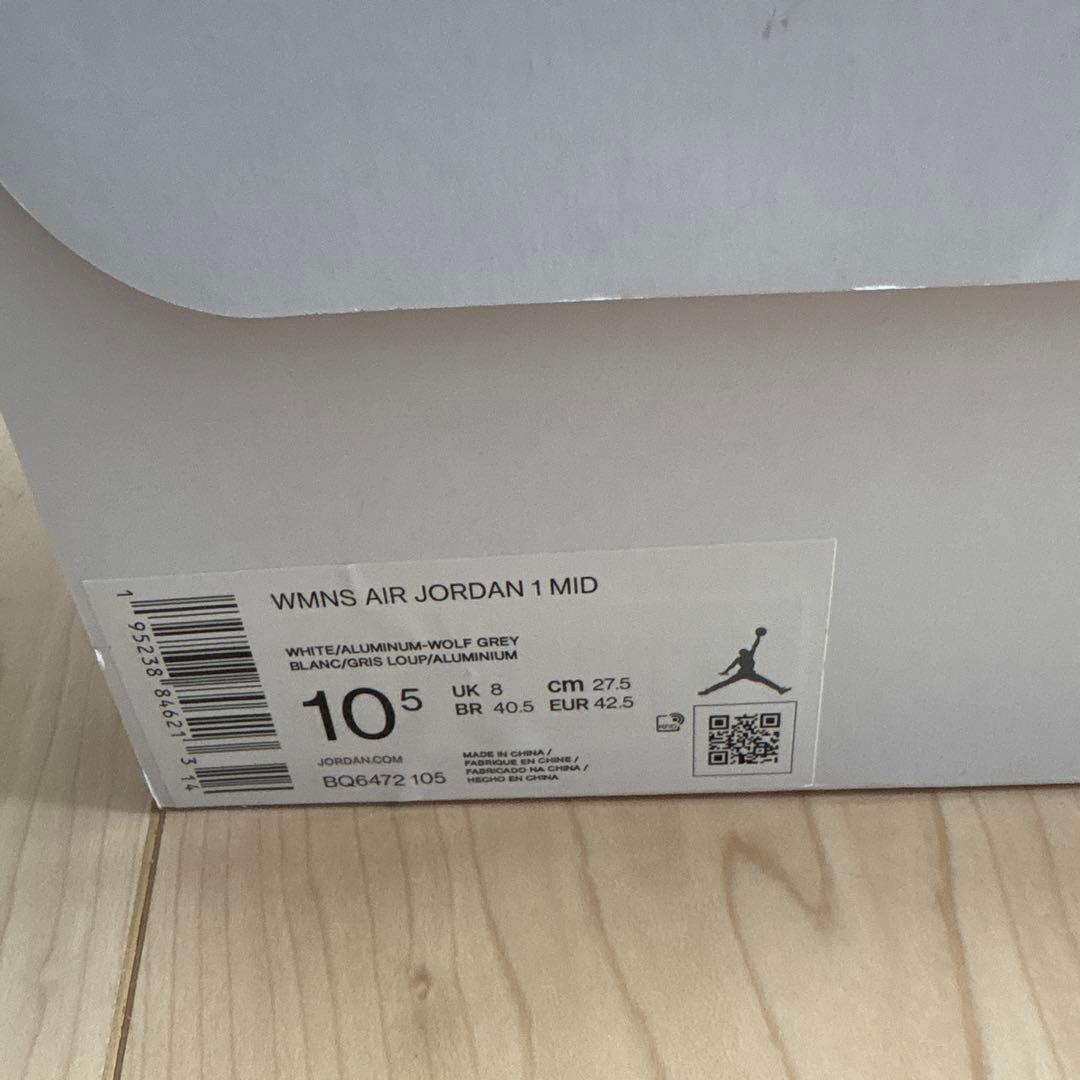 WMNS AIR JORDAN 1 MID
WHITE/ALUMINUM-WOLF GREY
BLANC/GRIS LOUP/ALUMINIUM
10⁵
UK 8 cm 27.5
BR 40.5 EUR 42.5
JORDAN.COM
BQ6472 105
MADE IN CHINA /
FABRIQUE EN CHINE /
FABRICADO NA CHINA /
HECHO EN CHINA
RFID
1 95238 84621 3 14